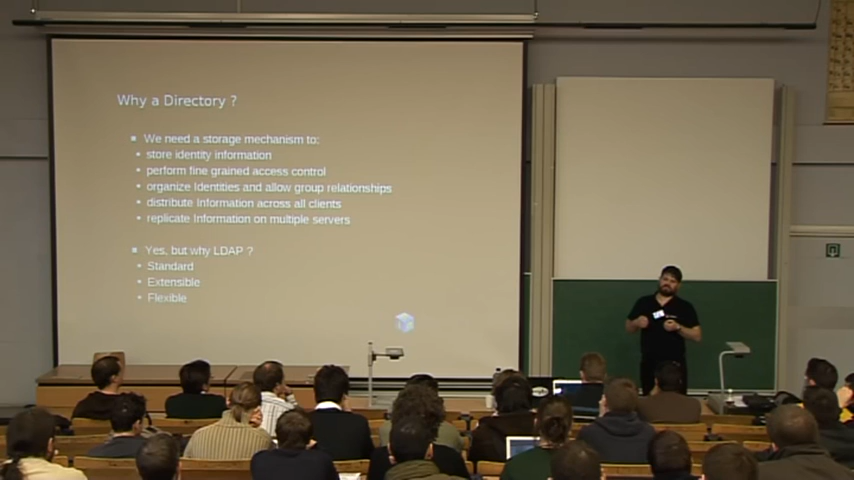 Why a Directory ?
We need a storage mechanism to:
store identity information
perform fine grained access control
organize Identities and allow group relationships
distribute Information across all clients
replicate Information on multiple servers
Yes, but why LDAP ?
Standard
Extensible
Flexible